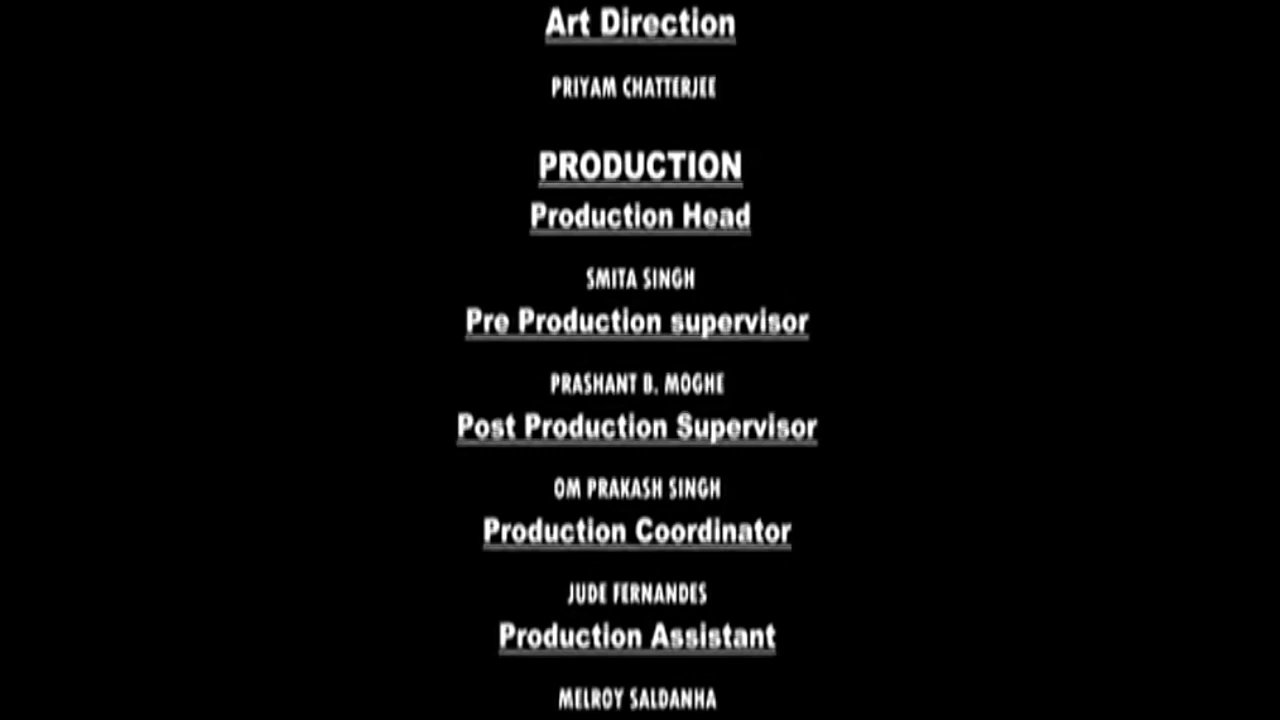 Art Direction
PRIYAM CHATTERJEE
PRODUCTION
Production Head
SMITA SINGH
Pre Production supervisor
PRASHANT B. MOGHE
Post Production Supervisor
OM PRAKASH SINGH
Production Coordinator
JUDE FERNANDES
Production Assistant
MELROY SALDANHA